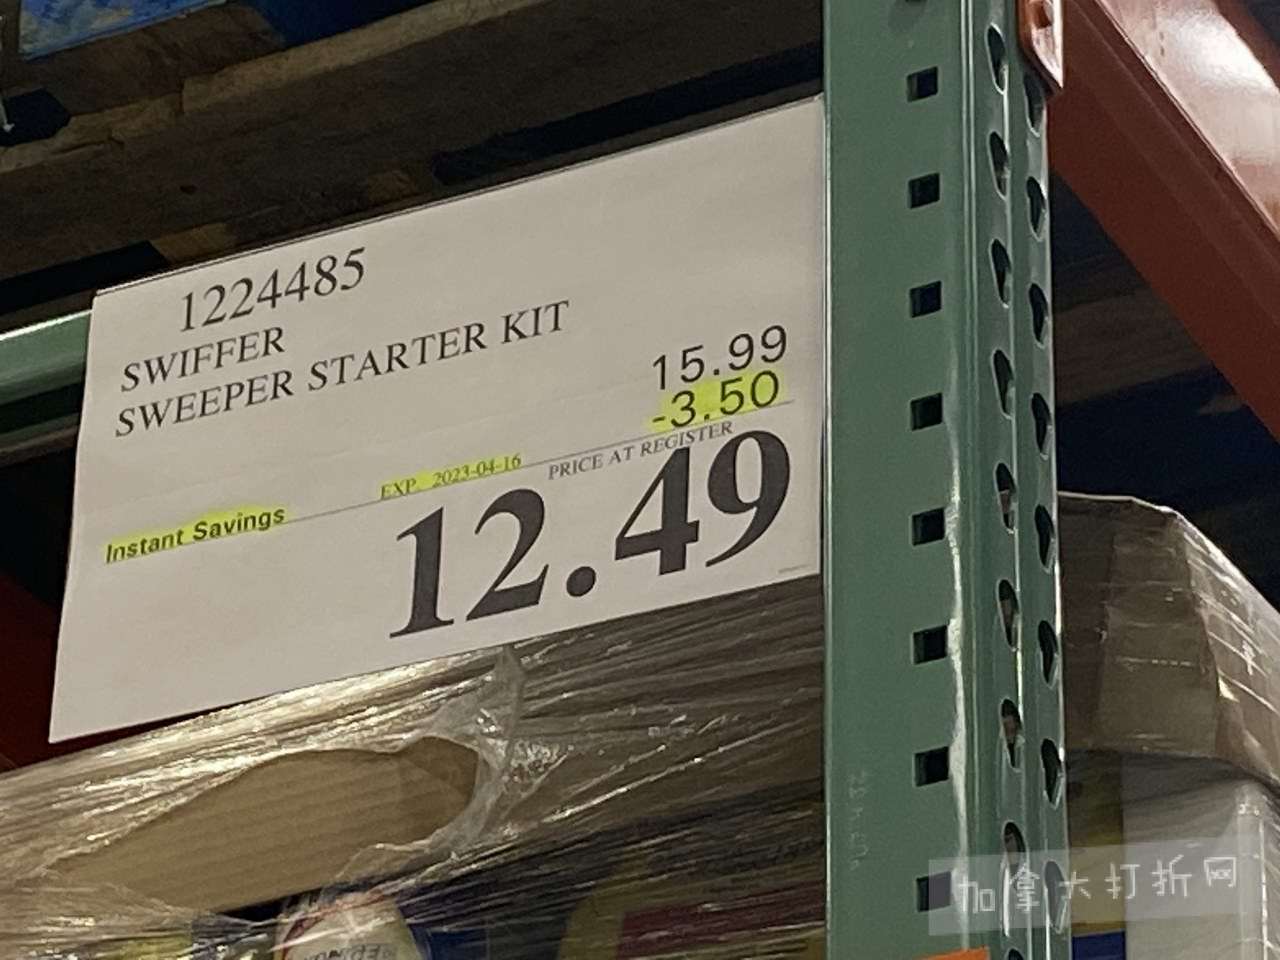 1224485
SWIFFER
SWEEPER STARTER KIT
15.99
-3.50
EXP. 2023-04-16
PRICE AT REGISTER
Instant Savings
12.49
加拿大打折网